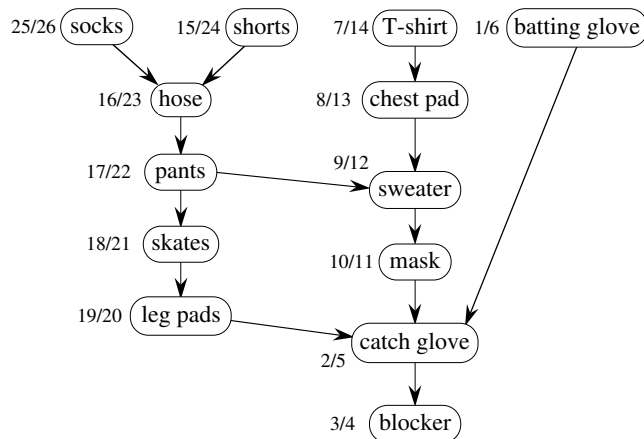 25/26 socks 15/24 shorts 7/14 T-shirt 1/6 batting glove
16/23 hose 8/13 chest pad
17/22 pants 9/12 sweater
18/21 skates 10/11 mask
19/20 leg pads catch glove
2/5
3/4 blocker